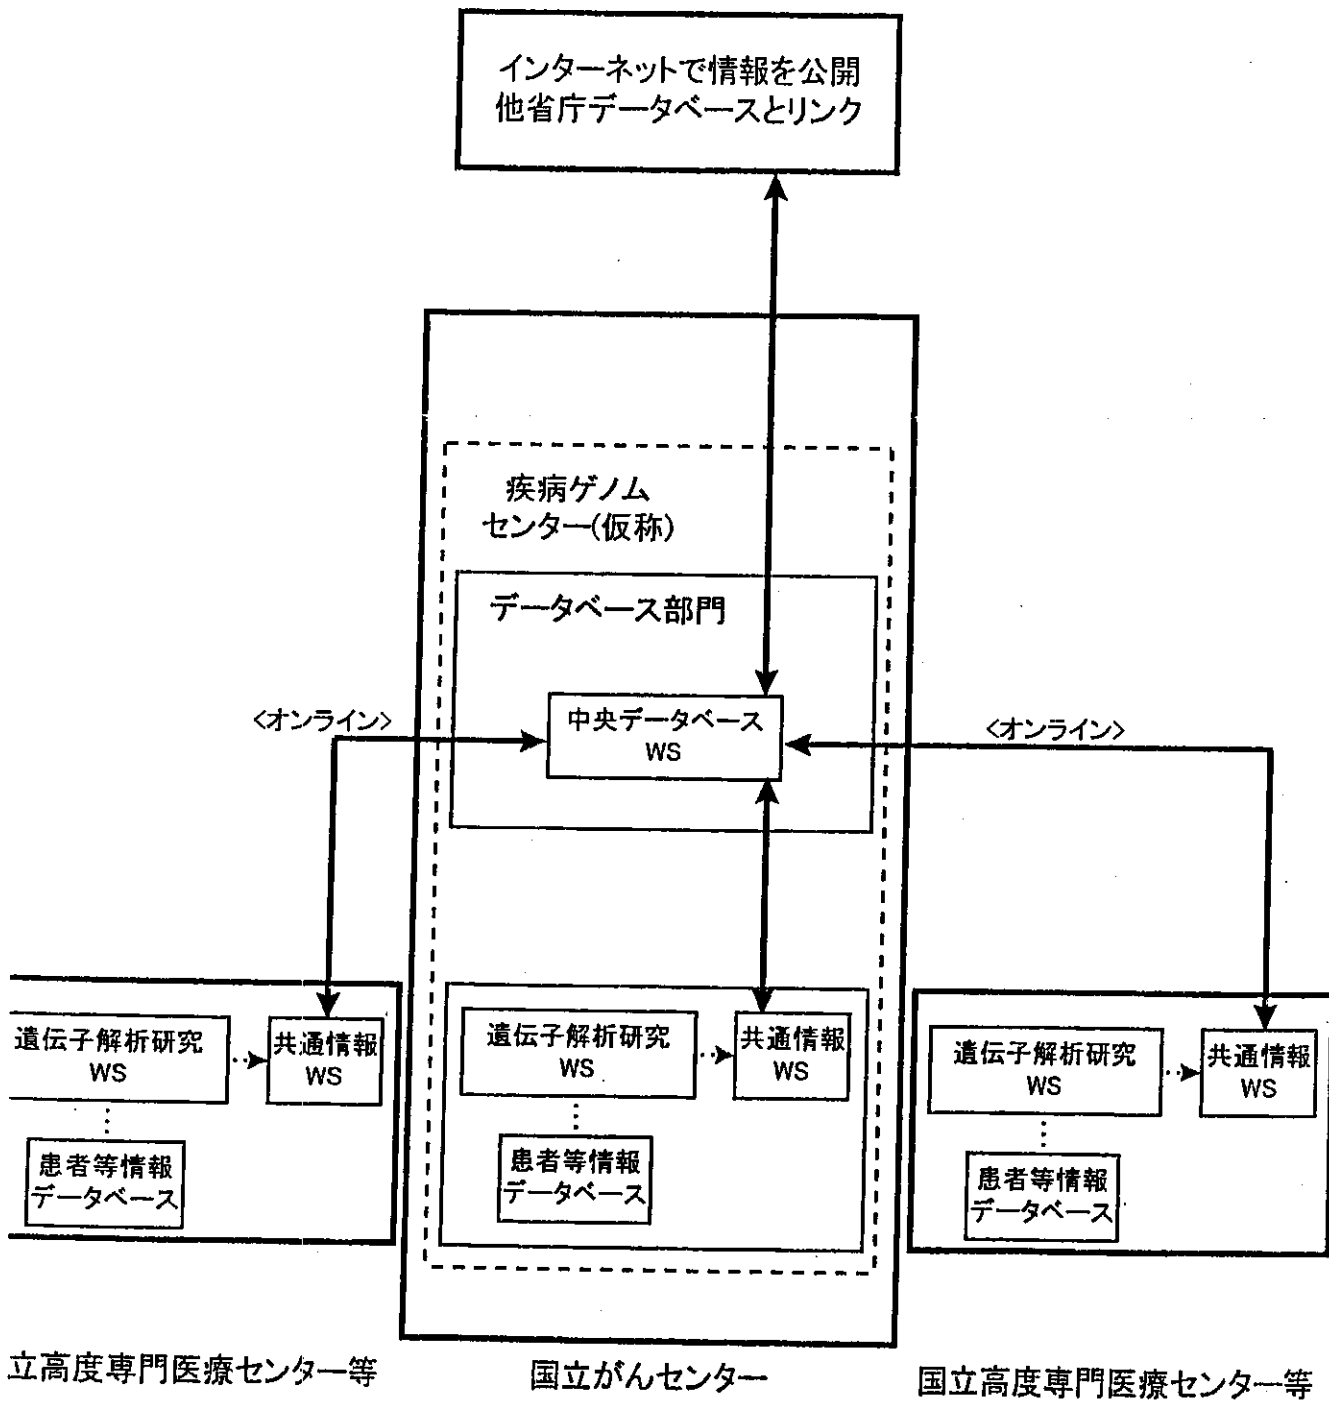 インターネットで情報を公開
他省庁データベースとリンク
疾病ゲノム
センター(仮称)
データベース部門
<オンライン>
中央データベース
WS
<オンライン>
遺伝子解析研究
WS
共通情報
WS
患者等情報
データベース
遺伝子解析研究
WS
共通情報
WS
患者等情報
データベース
遺伝子解析研究
WS
共通情報
WS
患者等情報
データベース
立高度専門医療センター等
国立がんセンター
国立高度専門医療センター等